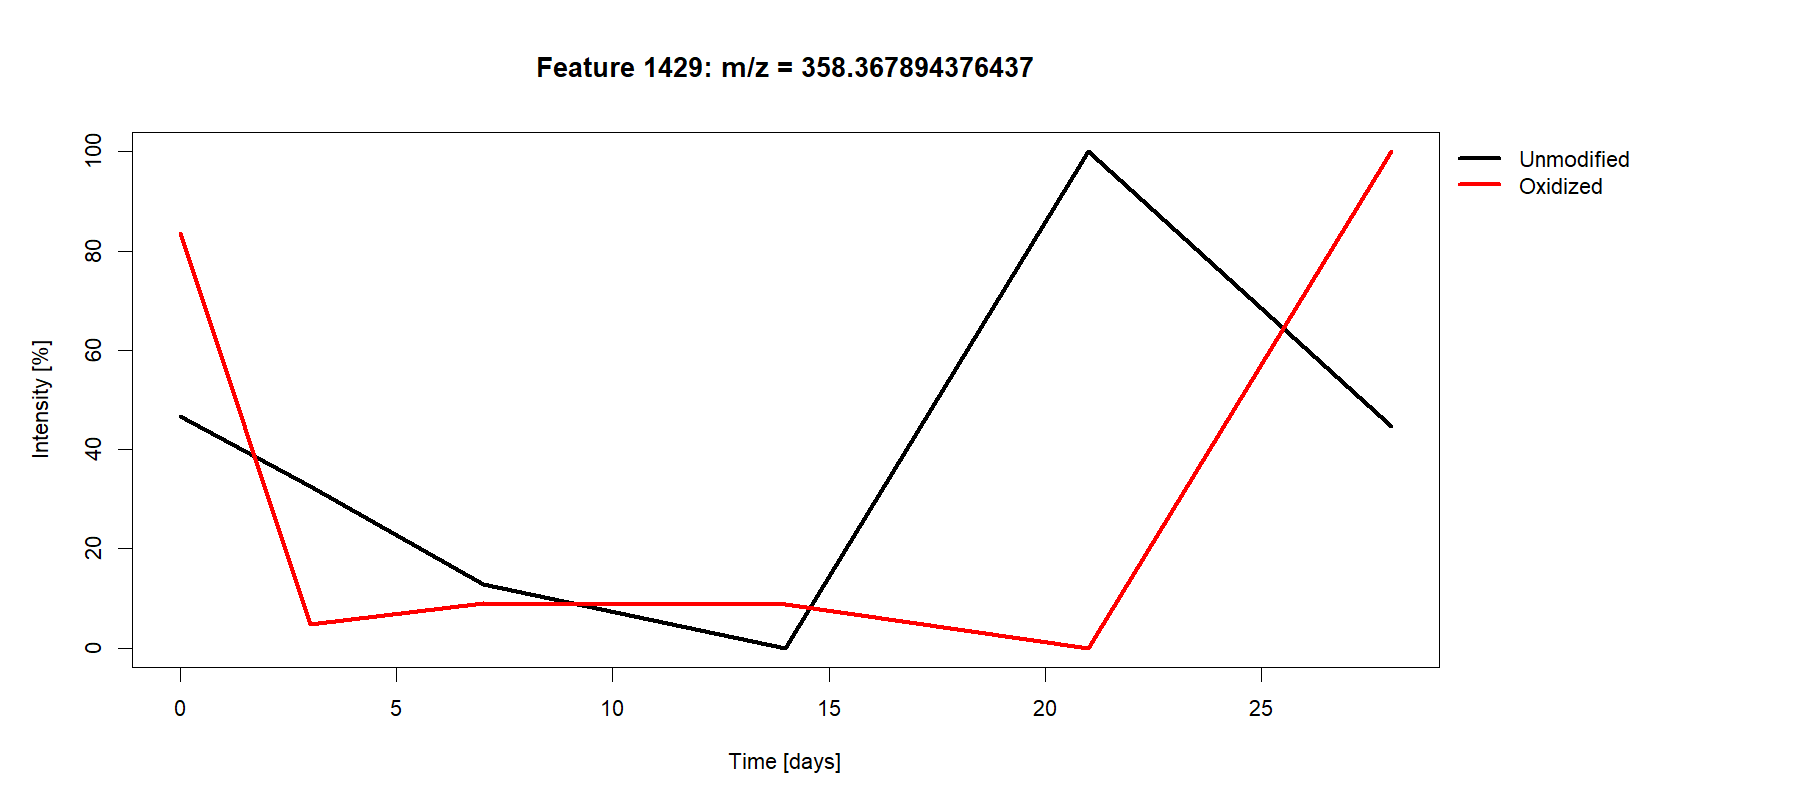 Feature 1429: m/z = 358.367894376437
Unmodified
Oxidized
Intensity [%]
100
80
60
40
20
0
0 5 10 15 20 25
Time [days]